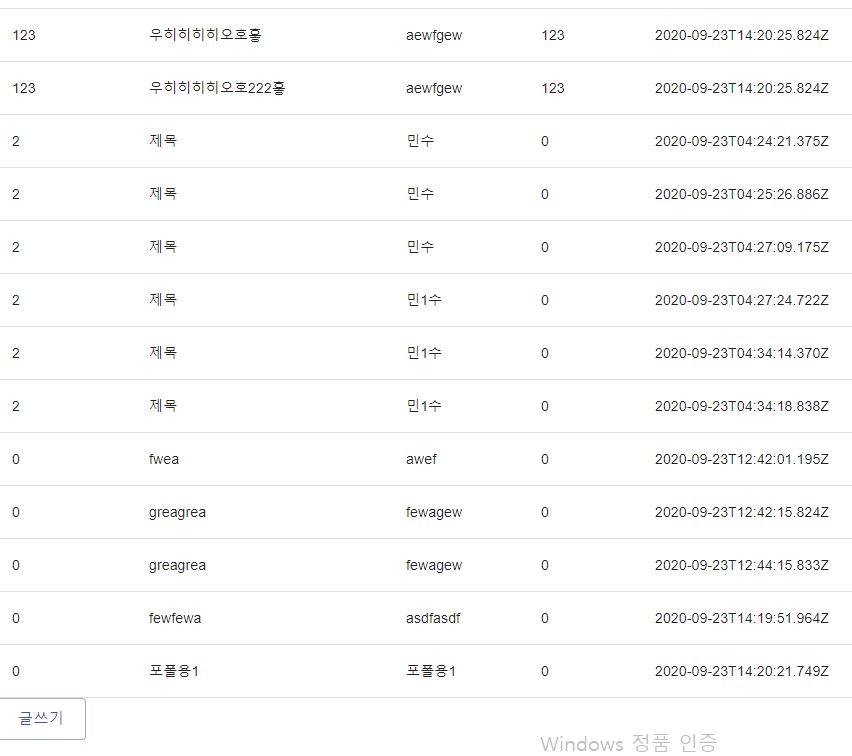 123 우히히히히오호홓 aewfgew 123 2020-09-23T14:20:25.824Z
123 우히히히히오호222홓 aewfgew 123 2020-09-23T14:20:25.824Z
2 제목 민수 0 2020-09-23T04:24:21.375Z
2 제목 민수 0 2020-09-23T04:25:26.886Z
2 제목 민수 0 2020-09-23T04:27:09.175Z
2 제목 민1수 0 2020-09-23T04:27:24.722Z
2 제목 민1수 0 2020-09-23T04:34:14.370Z
2 제목 민1수 0 2020-09-23T04:34:18.838Z
0 fwea awef 0 2020-09-23T12:42:01.195Z
0 greagrea fewagew 0 2020-09-23T12:42:15.824Z
0 greagrea fewagew 0 2020-09-23T12:44:15.833Z
0 fewfewa asdfasdf 0 2020-09-23T14:19:51.964Z
0 포폴용1 포폴용1 0 2020-09-23T14:20:21.749Z
글쓰기
Windows 정품 인증